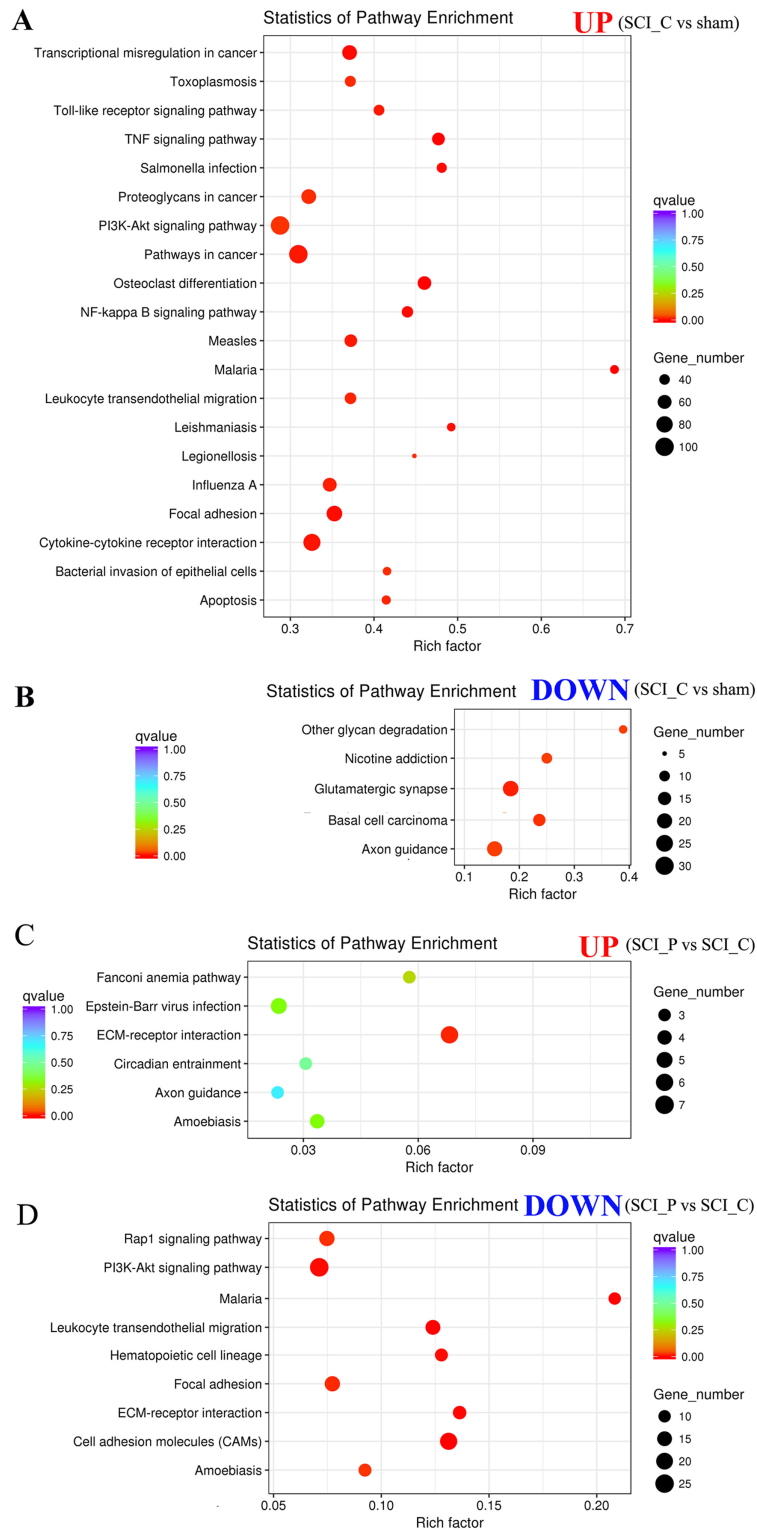 A
Statistics of Pathway Enrichment UP (SCI_C vs sham)
Transcriptional misregulation in cancer
Toxoplasmosis
Toll-like receptor signaling pathway
TNF signaling pathway
Salmonella infection
Proteoglycans in cancer
PI3K-Akt signaling pathway
Pathways in cancer
Osteoclast differentiation
NF-kappa B signaling pathway
Measles
Malaria
Leukocyte transendothelial migration
Leishmaniasis
Legionellosis
Influenza A
Focal adhesion
Cytokine-cytokine receptor interaction
Bacterial invasion of epithelial cells
Apoptosis
0.3 0.4 0.5 0.6 0.7
Rich factor
qvalue
1.00
0.75
0.50
0.25
0.00
Gene_number
40
60
80
100
B
Statistics of Pathway Enrichment DOWN (SCI_C vs sham)
qvalue
1.00
0.75
0.50
0.25
0.00
Other glycan degradation
Nicotine addiction
Glutamatergic synapse
Basal cell carcinoma
Axon guidance
0.1 0.2 0.3 0.4
Rich factor
Gene_number
5
10
15
20
25
30
C
Statistics of Pathway Enrichment UP (SCI_P vs SCI_C)
qvalue
1.00
0.75
0.50
0.25
0.00
Fanconi anemia pathway
Epstein-Barr virus infection
ECM-receptor interaction
Circadian entrainment
Axon guidance
Amoebiasis
0.03 0.06 0.09
Rich factor
Gene_number
3
4
5
6
7
D
Statistics of Pathway Enrichment DOWN (SCI_P vs SCI_C)
Rap1 signaling pathway
PI3K-Akt signaling pathway
Malaria
Leukocyte transendothelial migration
Hematopoietic cell lineage
Focal adhesion
ECM-receptor interaction
Cell adhesion molecules (CAMs)
Amoebiasis
0.05 0.10 0.15 0.20
Rich factor
qvalue
1.00
0.75
0.50
0.25
0.00
Gene_number
10
15
20
25